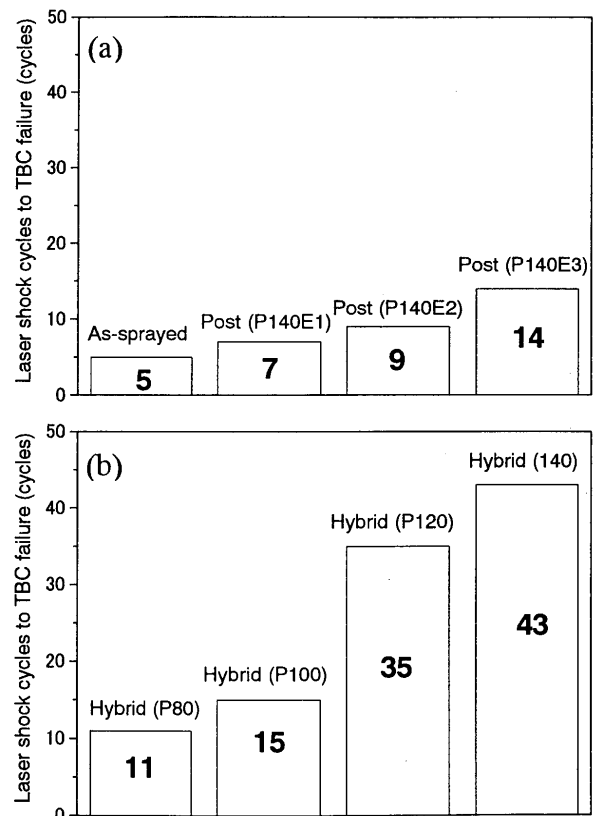 Laser shock cycles to TBC failure (cycles)
(a)
50
40
30
20
10
0
As-sprayed
5
Post (P140E1)
7
Post (P140E2)
9
Post (P140E3)
14
Laser shock cycles to TBC failure (cycles)
(b)
50
40
30
20
10
0
Hybrid (P80)
11
Hybrid (P100)
15
Hybrid (P120)
35
Hybrid (140)
43